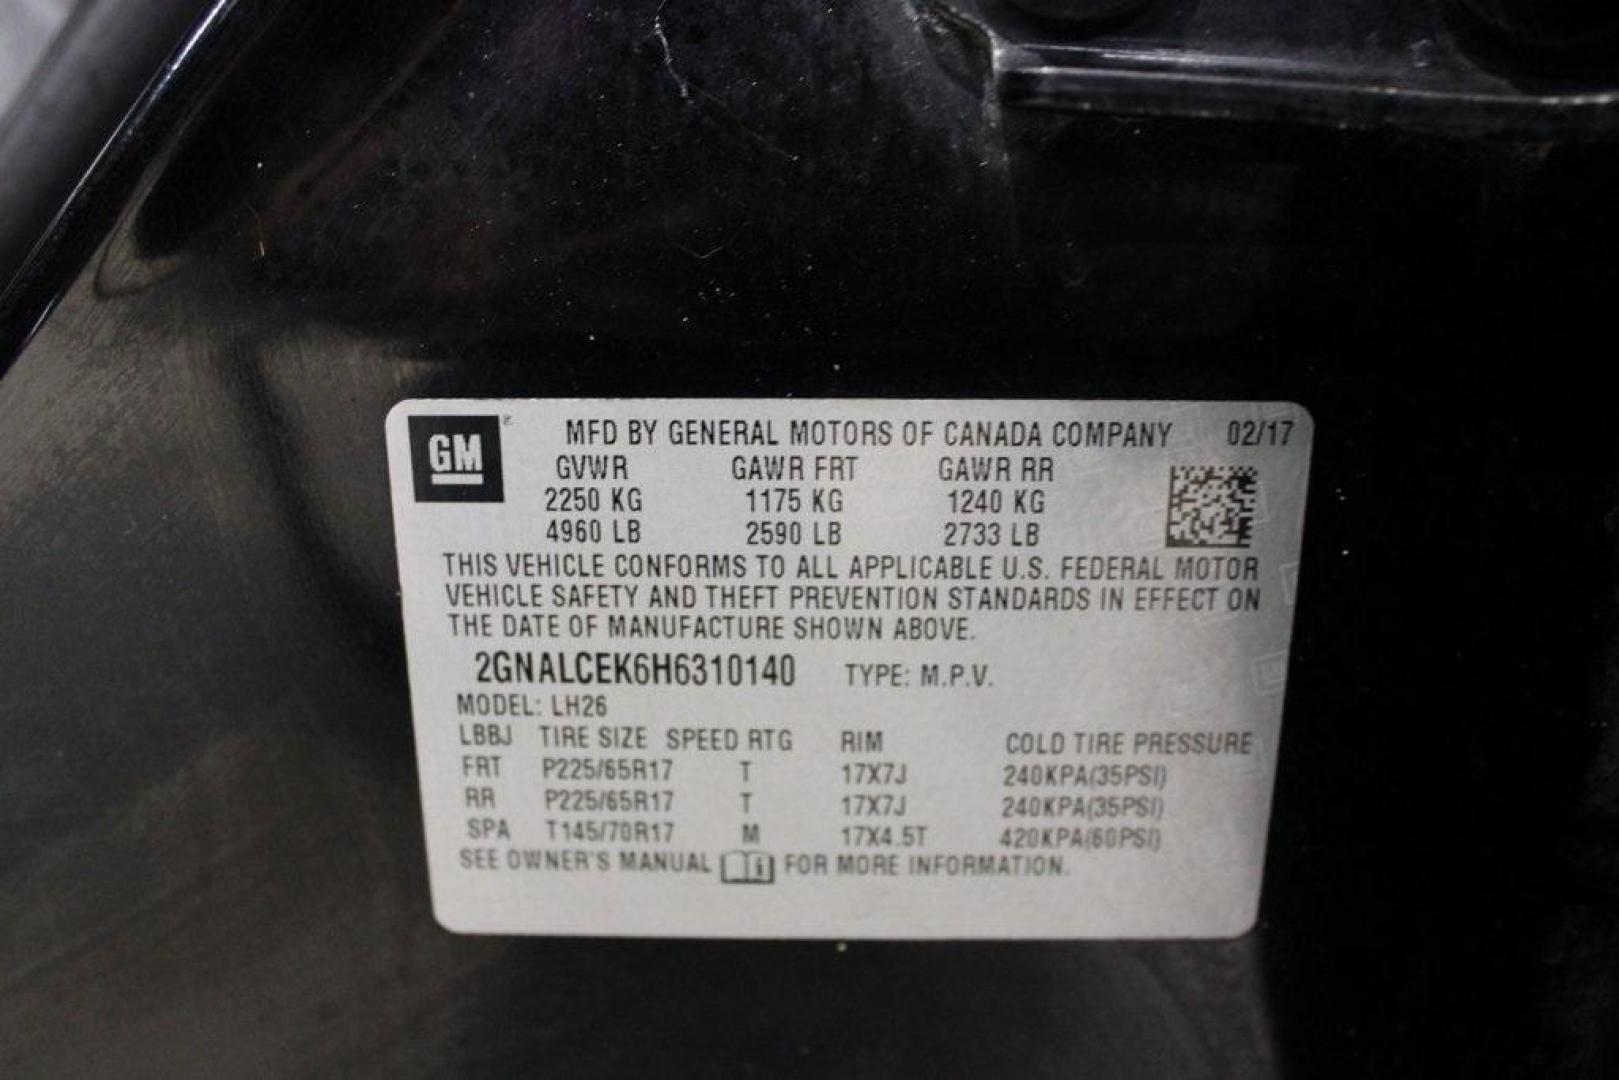 GM MFD BY GENERAL MOTORS OF CANADA COMPANY 02/17
GVWR GAWR FRT GAWR RR
2250 KG 1175 KG 1240 KG
4960 LB 2590 LB 2733 LB
THIS VEHICLE CONFORMS TO ALL APPLICABLE U.S. FEDERAL MOTOR
VEHICLE SAFETY AND THEFT PREVENTION STANDARDS IN EFFECT ON
THE DATE OF MANUFACTURE SHOWN ABOVE.
2GNALCEK6H6310140 TYPE: M.P.V.
MODEL: LH26
LBBJ TIRE SIZE SPEED RTG RIM COLD TIRE PRESSURE
FRT P225/65R17 T 17X7J 240KPA(35PSI)
RR P225/65R17 T 17X7J 240KPA(35PSI)
SPA T145/70R17 M 17X4.5T 420KPA(60PSI)
SEE OWNER'S MANUAL i FOR MORE INFORMATION.